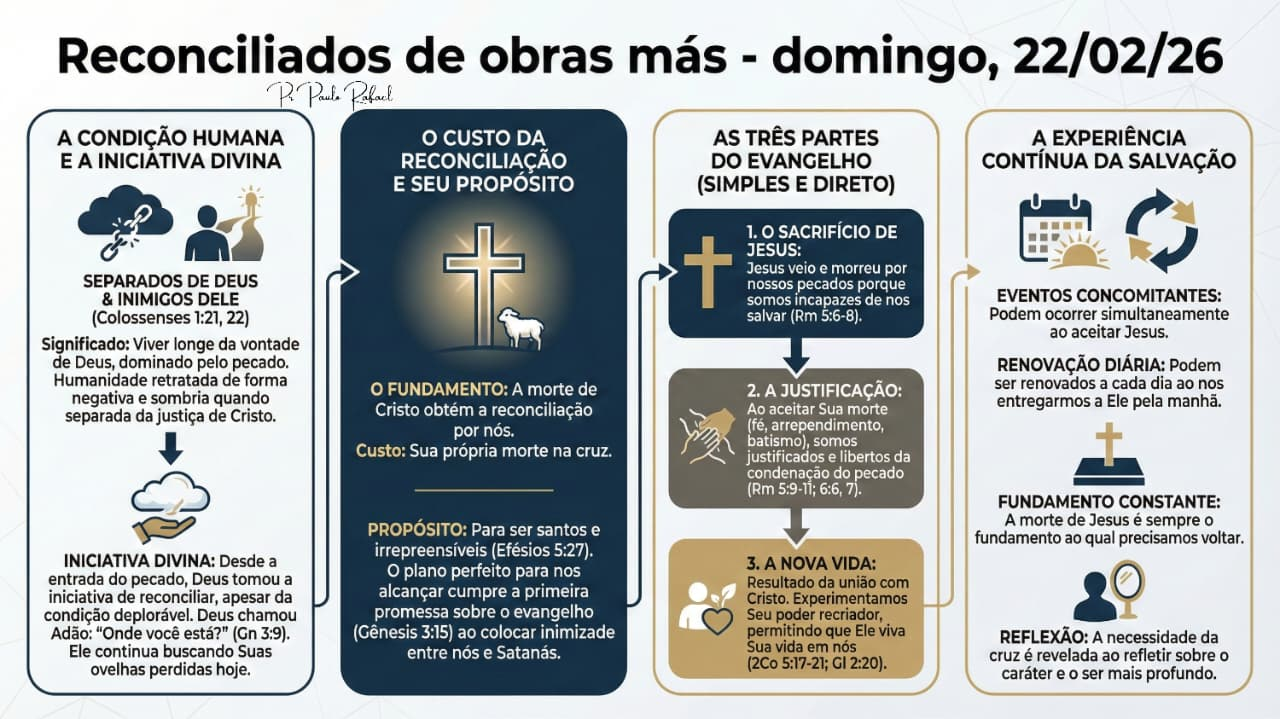 Reconciliados de obras más - domingo, 22/02/26
Pr Paulo Rafael
A CONDIÇÃO HUMANA
E A INICIATIVA DIVINA
SEPARADOS DE DEUS
& INIMIGOS DELE
(Colossenses 1:21, 22)
Significado: Viver longe da vontade
de Deus, dominado pelo pecado.
Humanidade retratada de forma
negativa e sombria quando
separada da justiça de Cristo.
INICIATIVA DIVINA: Desde a
entrada do pecado, Deus tomou a
iniciativa de reconciliar, apesar da
condição deplorável. Deus chamou
Adão: “Onde você está?” (Gn 3:9).
Ele continua buscando Suas
ovelhas perdidas hoje.
O CUSTO DA
RECONCILIAÇÃO
E SEU PROPÓSITO
O FUNDAMENTO: A morte de
Cristo obtém a reconciliação
por nós.
Custo: Sua própria morte na cruz.
PROPÓSITO: Para ser santos e
irrepreensíveis (Efésios 5:27).
O plano perfeito para nos
alcançar cumpre a primeira
promessa sobre o evangelho
(Gênesis 3:15) ao colocar inimizade
entre nós e Satanás.
AS TRÊS PARTES
DO EVANGELHO
(SIMPLES E DIRETO)
1. O SACRIFÍCIO DE
JESUS:
Jesus veio e morreu por
nossos pecados porque
somos incapazes de nos
salvar (Rm 5:6-8).
2. A JUSTIFICAÇÃO:
Ao aceitar Sua morte
(fé, arrependimento,
batismo), somos
justificados e libertos da
condenação do pecado
(Rm 5:9-11; 6:6, 7).
3. A NOVA VIDA:
Resultado da união com
Cristo. Experimentamos
Seu poder recriador,
permitindo que Ele viva
Sua vida em nós
(2Co 5:17-21; Gl 2:20).
A EXPERIÊNCIA
CONTÍNUA DA SALVAÇÃO
EVENTOS CONCOMITANTES:
Podem ocorrer simultaneamente
ao aceitar Jesus.
RENOVAÇÃO DIÁRIA: Podem
ser renovados a cada dia ao nos
entregarmos a Ele pela manhã.
FUNDAMENTO CONSTANTE:
A morte de Jesus é sempre o
fundamento ao qual precisamos voltar.
REFLEXÃO: A necessidade da
cruz é revelada ao refletir sobre o
caráter e o ser mais profundo.